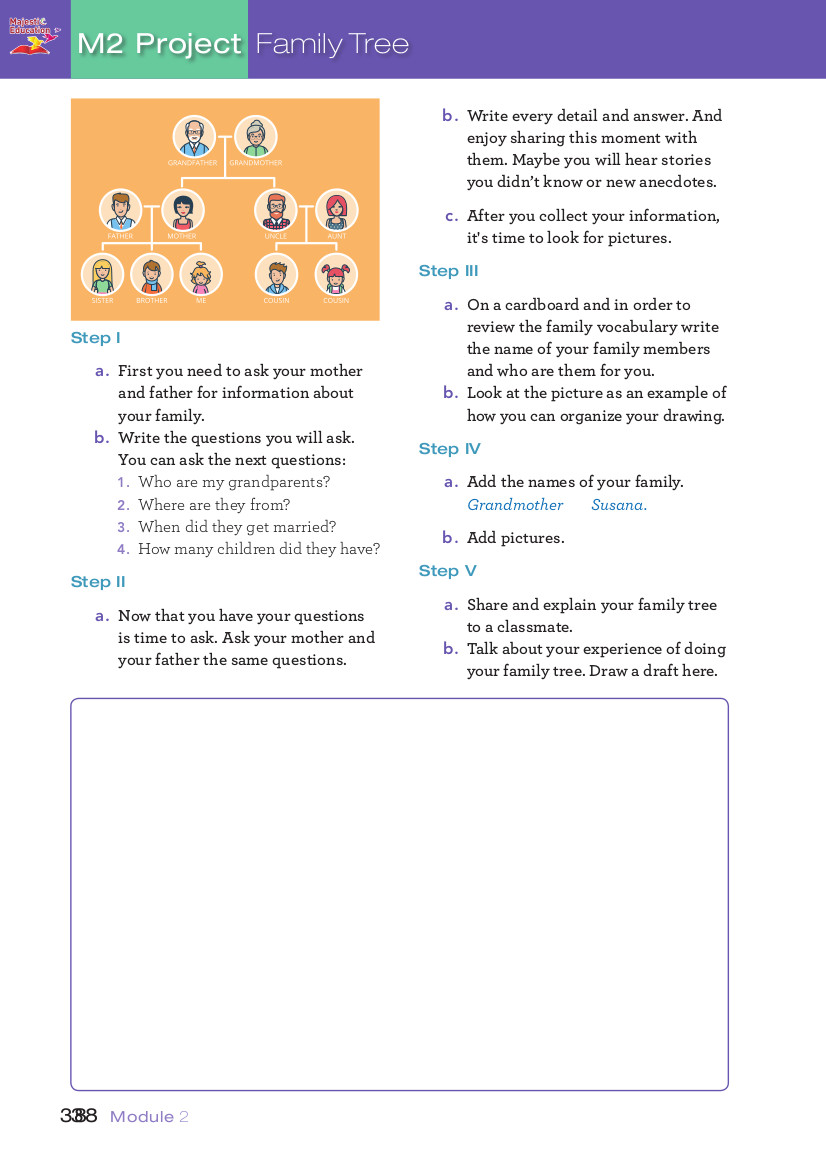 Majestic
Education
M2 Project Family Tree
GRANDFATHER GRANDMOTHER
FATHER MOTHER UNCLE AUNT
SISTER BROTHER ME COUSIN COUSIN
Step I
a. First you need to ask your mother
and father for information about
your family.
b. Write the questions you will ask.
You can ask the next questions:
1. Who are my grandparents?
2. Where are they from?
3. When did they get married?
4. How many children did they have?
Step II
a. Now that you have your questions
is time to ask. Ask your mother and
your father the same questions.
b. Write every detail and answer. And
enjoy sharing this moment with
them. Maybe you will hear stories
you didn’t know or new anecdotes.
c. After you collect your information,
it's time to look for pictures.
Step III
a. On a cardboard and in order to
review the family vocabulary write
the name of your family members
and who are them for you.
b. Look at the picture as an example of
how you can organize your drawing.
Step IV
a. Add the names of your family.
Grandmother Susana.
b. Add pictures.
Step V
a. Share and explain your family tree
to a classmate.
b. Talk about your experience of doing
your family tree. Draw a draft here.
Module 2